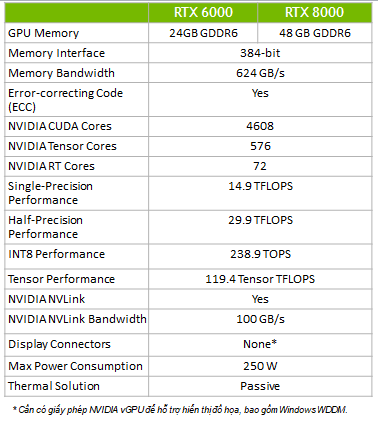 RTX 6000 RTX 8000
GPU Memory 24GB GDDR6 48 GB GDDR6
Memory Interface 384-bit
Memory Bandwidth 624 GB/s
Error-correcting Code Yes
(ECC)
NVIDIA CUDA Cores 4608
NVIDIA Tensor Cores 576
NVIDIA RT Cores 72
Single-Precision 14.9 TFLOPS
Performance
Half-Precision 29.9 TFLOPS
Performance
INT8 Performance 238.9 TOPS
Tensor Performance 119.4 Tensor TFLOPS
NVIDIA NVLink Yes
NVIDIA NVLink Bandwidth 100 GB/s
Display Connectors None*
Max Power Consumption 250 W
Thermal Solution Passive
* Cần có giấy phép NVIDIA vGPU để hỗ trợ hiển thị đồ họa, bao gồm Windows WDDM.